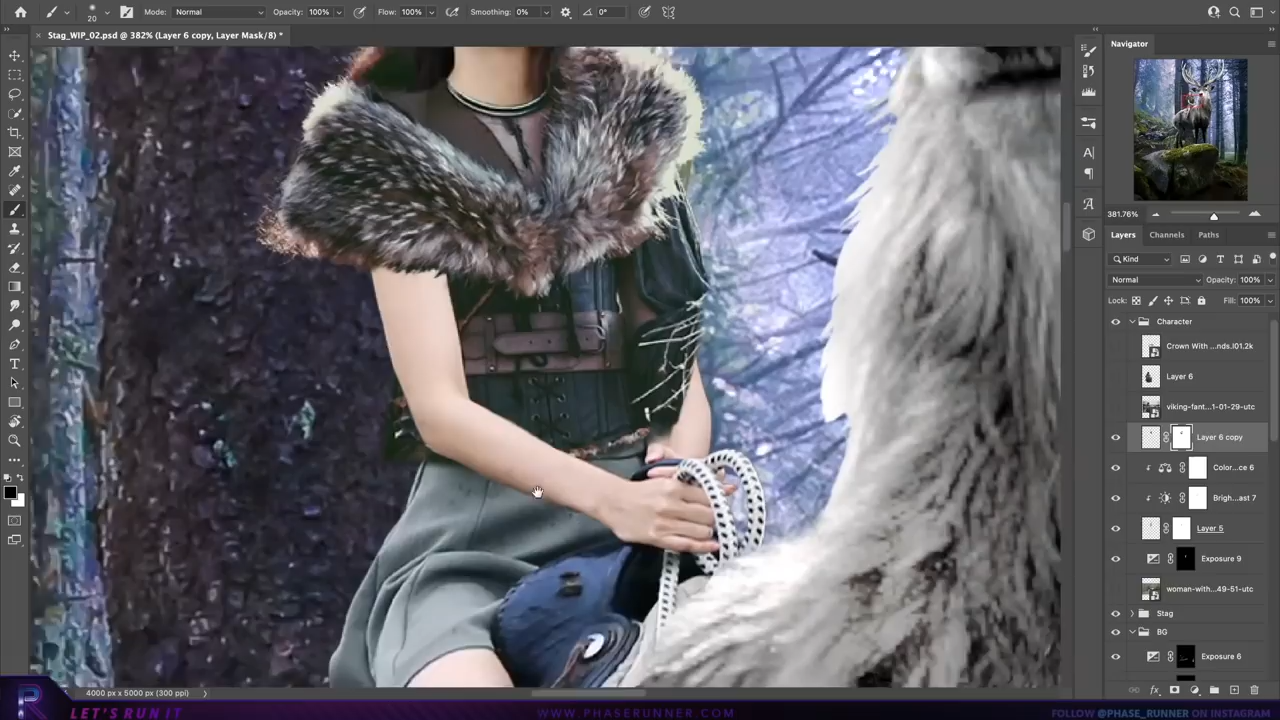 20
Mode: Normal
Opacity: 100%
Flow: 100%
Smoothing: 0%
0°
Stag_WIP_02.psd @ 382% (Layer 6 copy, Layer Mask/8) *
Navigator
381.76%
Layers Channels Paths
Kind
Normal Opacity: 100%
Lock: Fill: 100%
Character
Crown With ...nds.l01.2k
Layer 6
viking-fant...1-01-29-utc
Layer 6 copy
Color...ce 6
Brigh...ast 7
Layer 5
Exposure 9
woman-with...49-51-utc
Stag
BG
Exposure 6
4000 px x 5000 px (300 ppi)
LET'S RUN IT
WWW.PHASERUNNER.COM
FOLLOW @PHASE_RUNNER ON INSTAGRAM